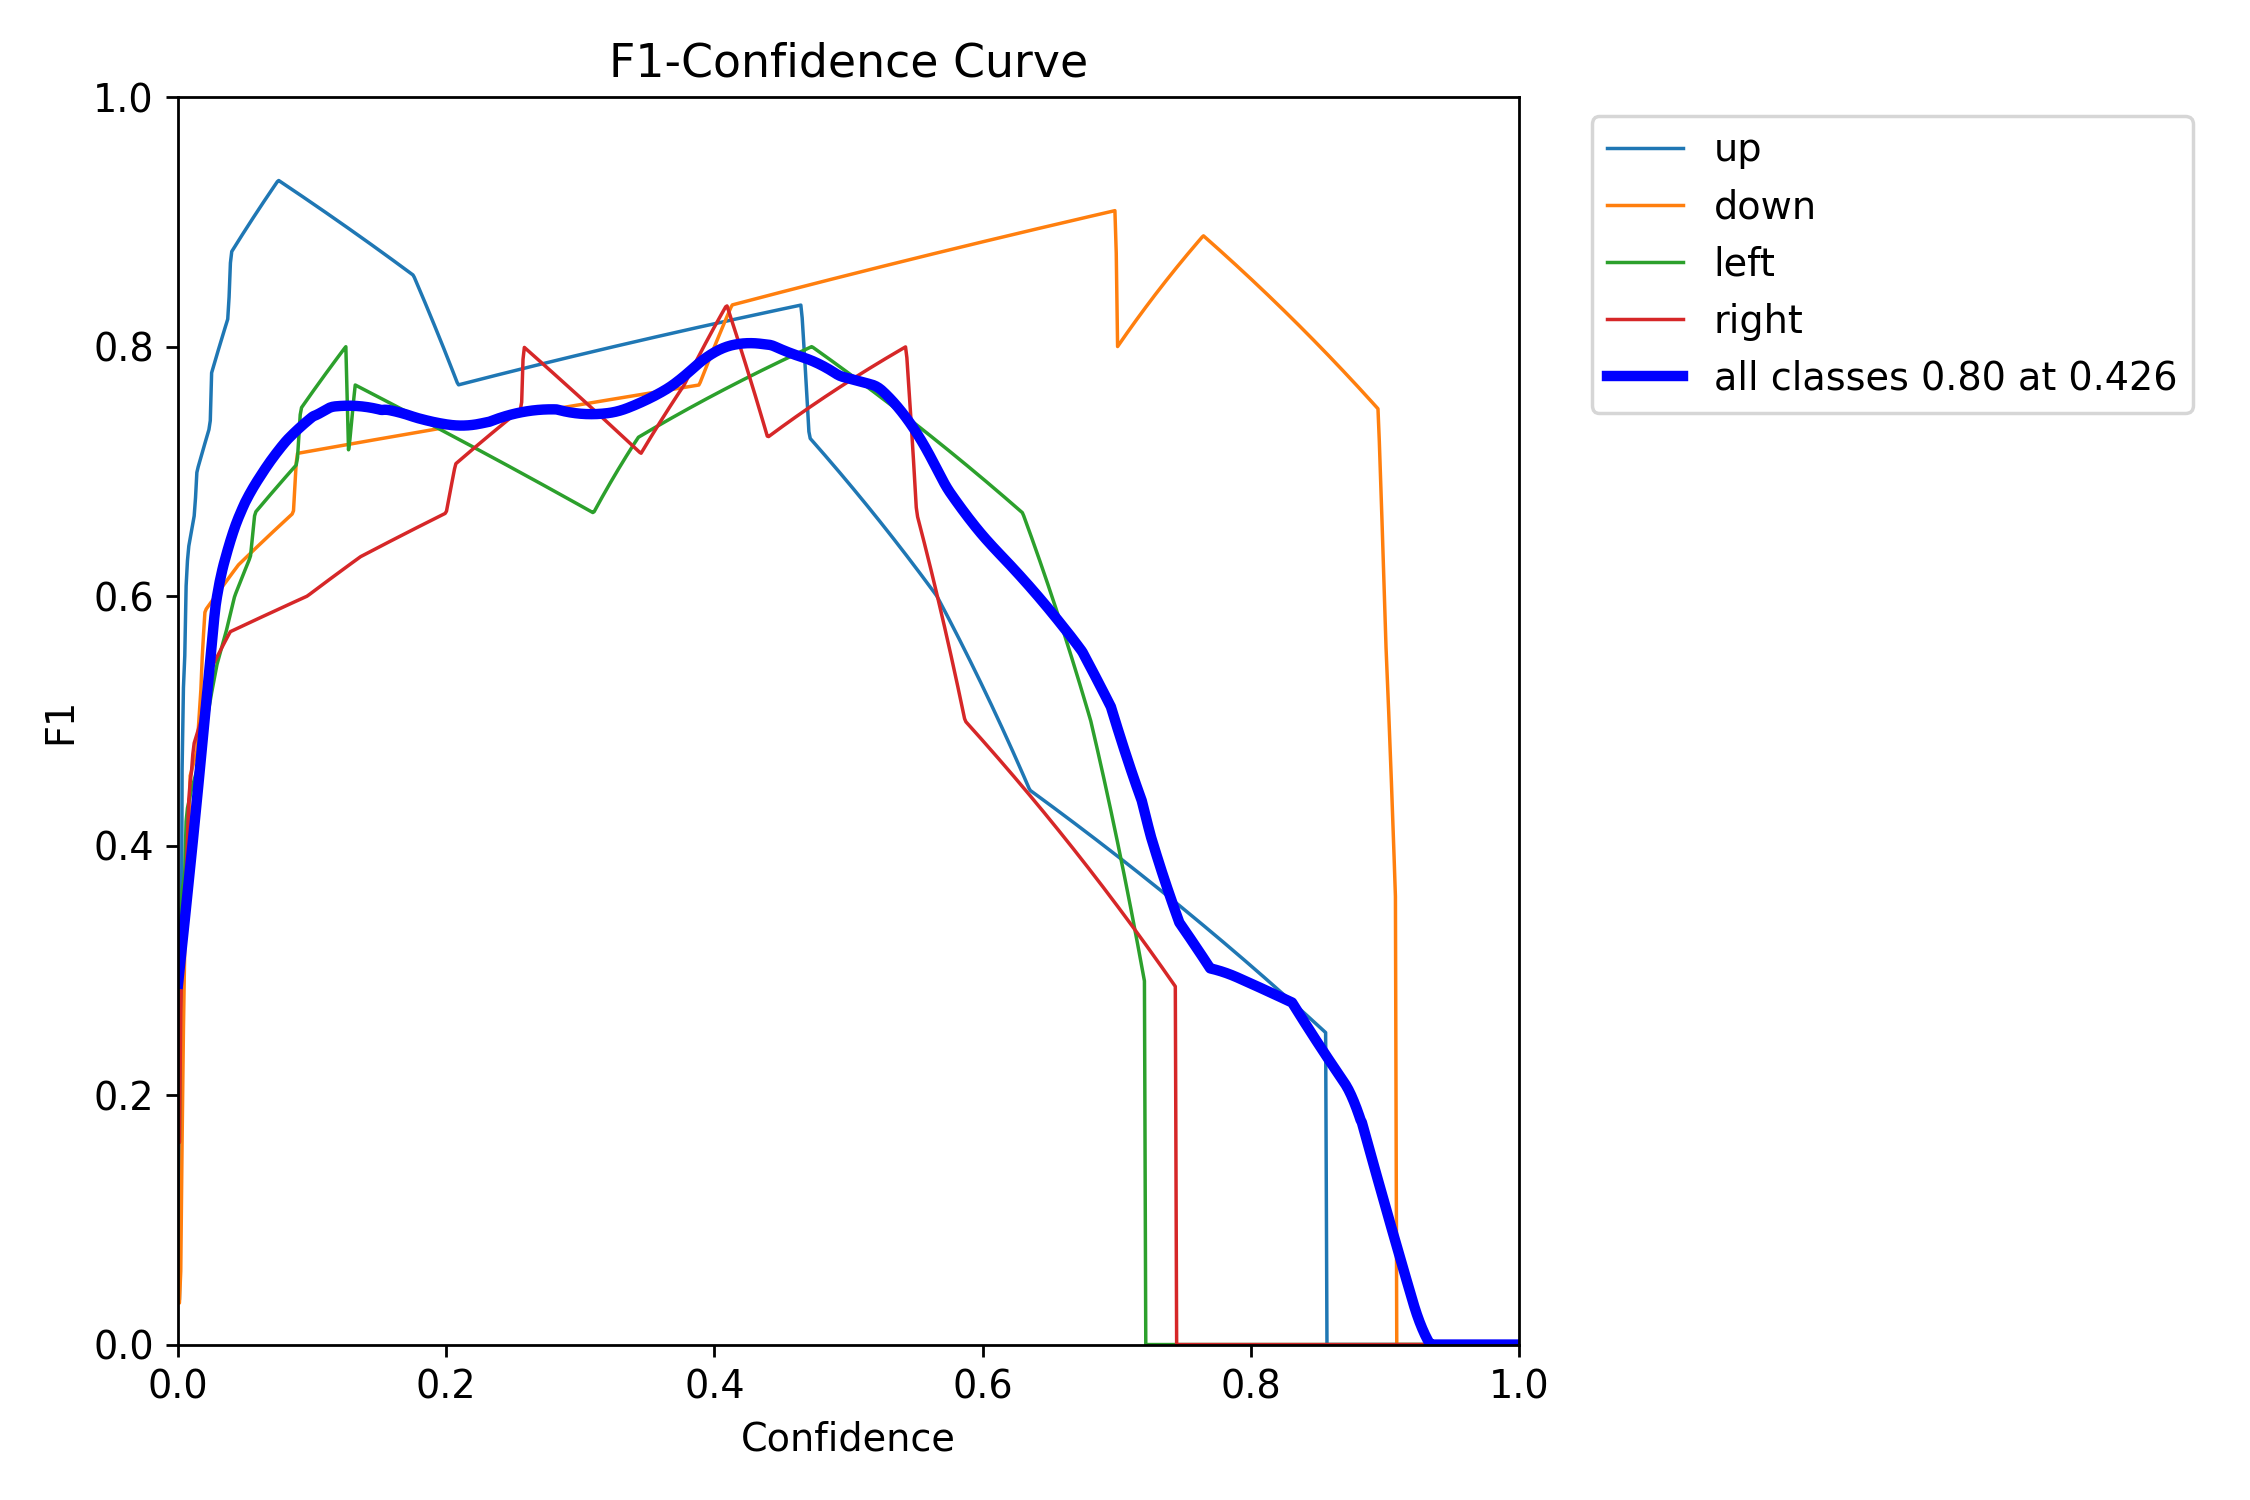 F1-Confidence Curve
1.0
0.8
0.6
0.4
0.2
0.0
F1
0.0 0.2 0.4 0.6 0.8 1.0
Confidence
up
down
left
right
all classes 0.80 at 0.426